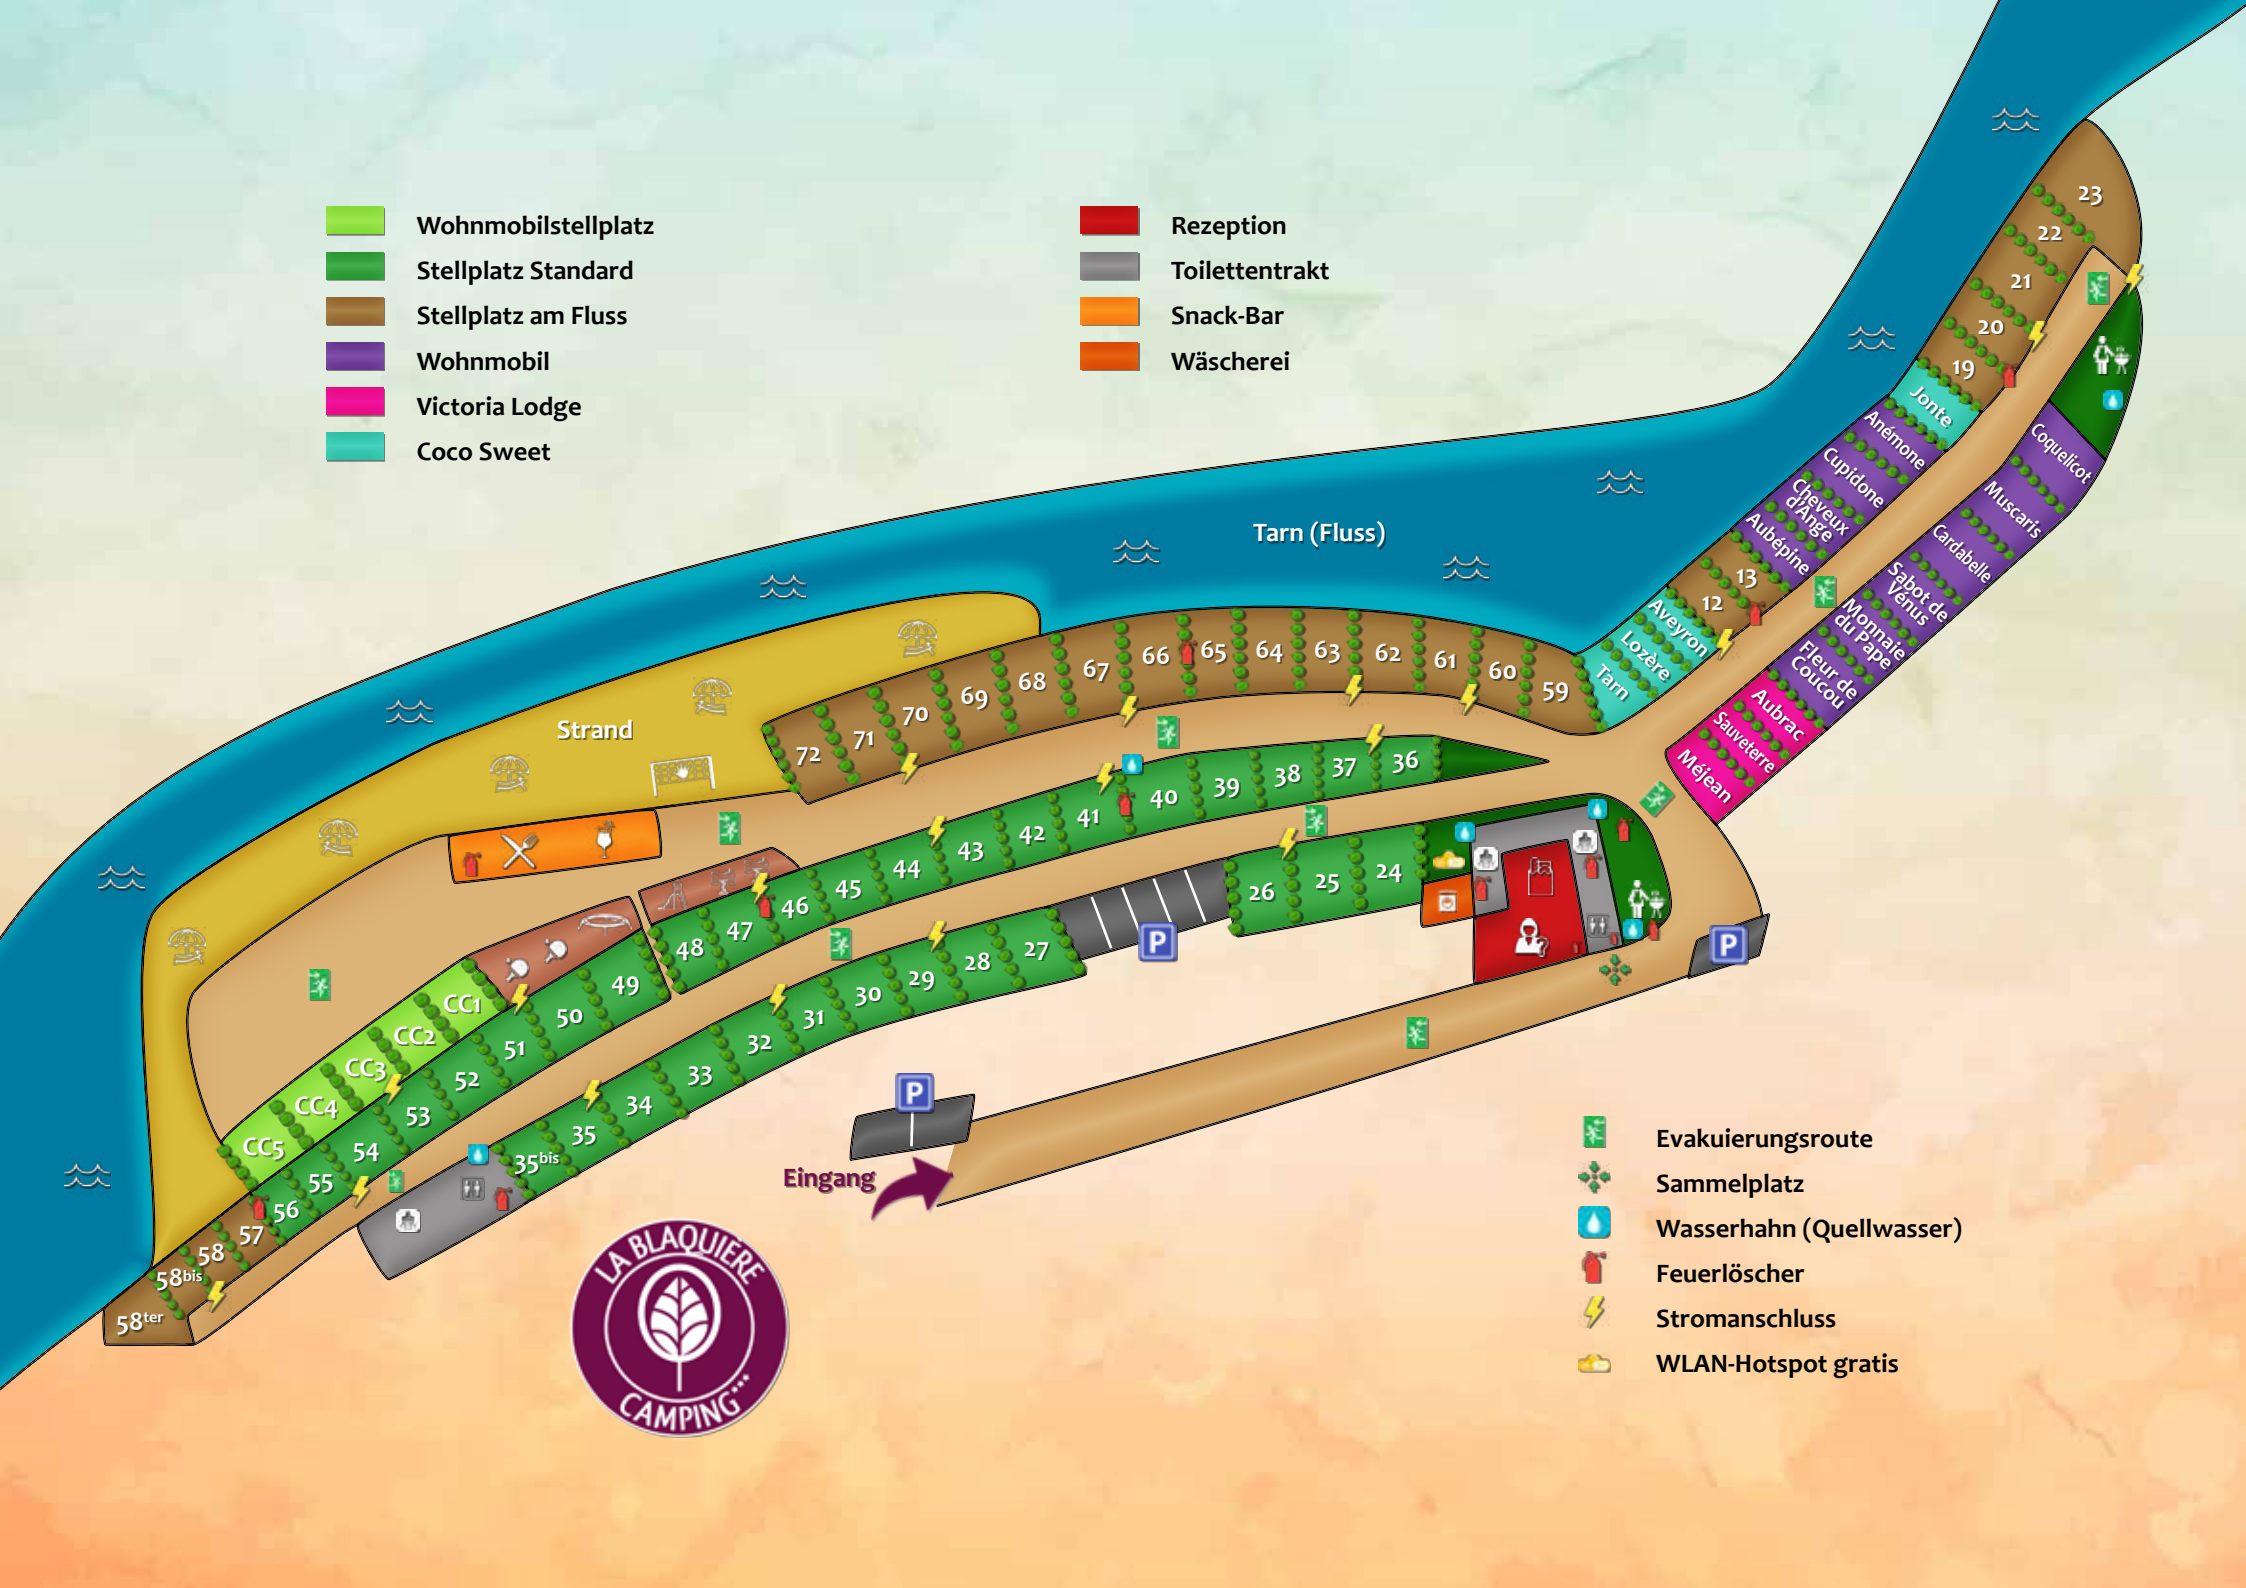 Wohnmobilstellplatz
Stellplatz Standard
Stellplatz am Fluss
Wohnmobil
Victoria Lodge
Coco Sweet
Rezeption
Toilettentrakt
Snack-Bar
Wäscherei
23
22
21
20
19
Jonte
Anémone
Cupidone
Cheveux
d'Ange
Aubépine
13
12
Aveyron
Lozère
Tarn
Coquelicot
Muscaris
Cardabelle
Sabot de
Vénus
Monnaie
du Pape
Fleur de
Coucou
Aubrac
Sauveterre
Méjean
Tarn (Fluss)
Strand
72
71
70
69
68
67
66
65
64
63
62
61
60
59
48
47
46
45
44
43
42
41
40
39
38
37
36
26
25
24
P
P
CC1
CC2
CC3
CC4
CC5
49
50
51
52
53
54
55
56
57
58
58bis
58ter
27
28
29
30
31
32
33
34
35
35bis
P
Eingang
LA BLAQUIÈRE
CAMPING***
Evakuierungsroute
Sammelplatz
Wasserhahn (Quellwasser)
Feuerlöscher
Stromanschluss
WLAN-Hotspot gratis